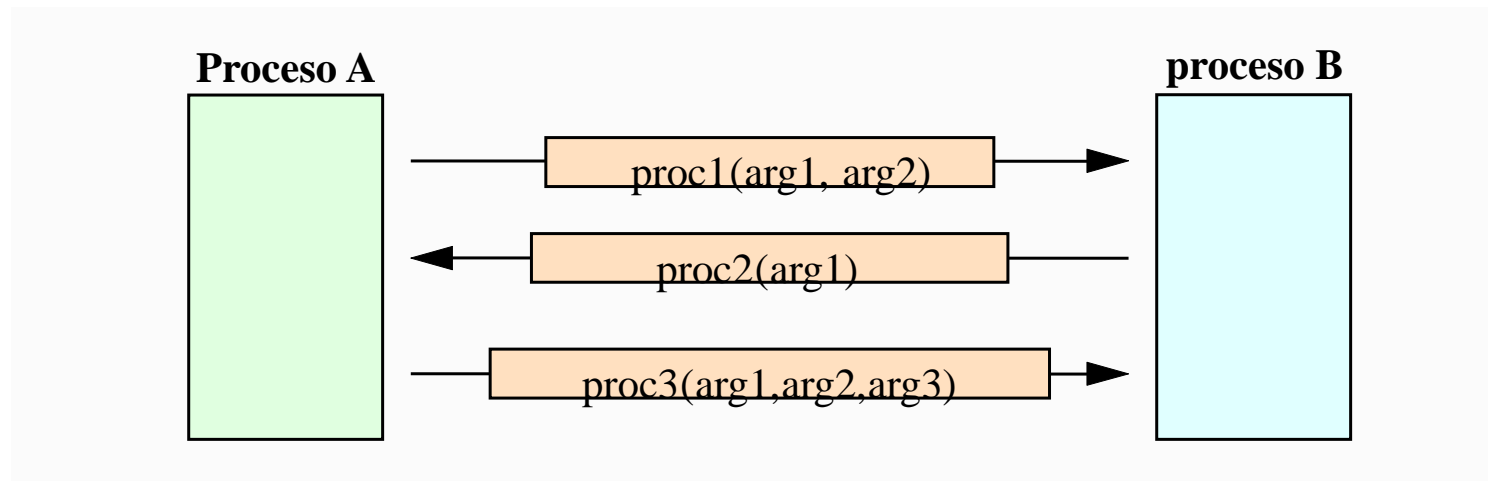 Proceso A
proceso B
proc1(arg1, arg2)
proc2(arg1)
proc3(arg1,arg2,arg3)